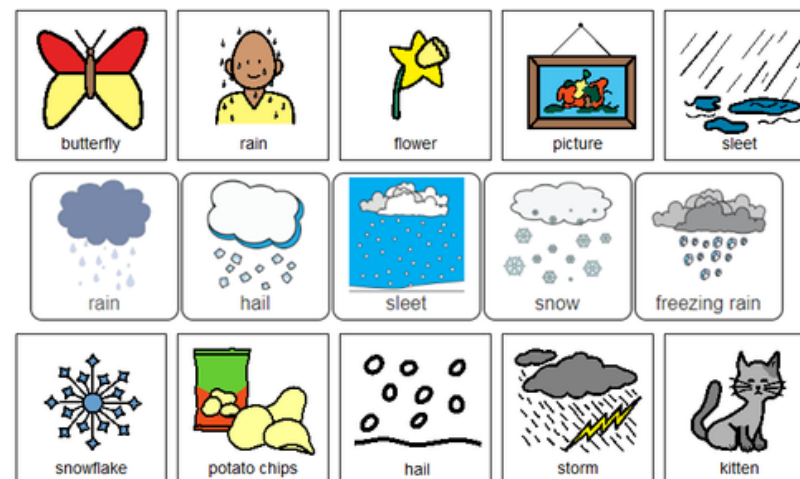 butterfly rain flower picture sleet
rain hail sleet snow freezing rain
snowflake potato chips hail storm kitten